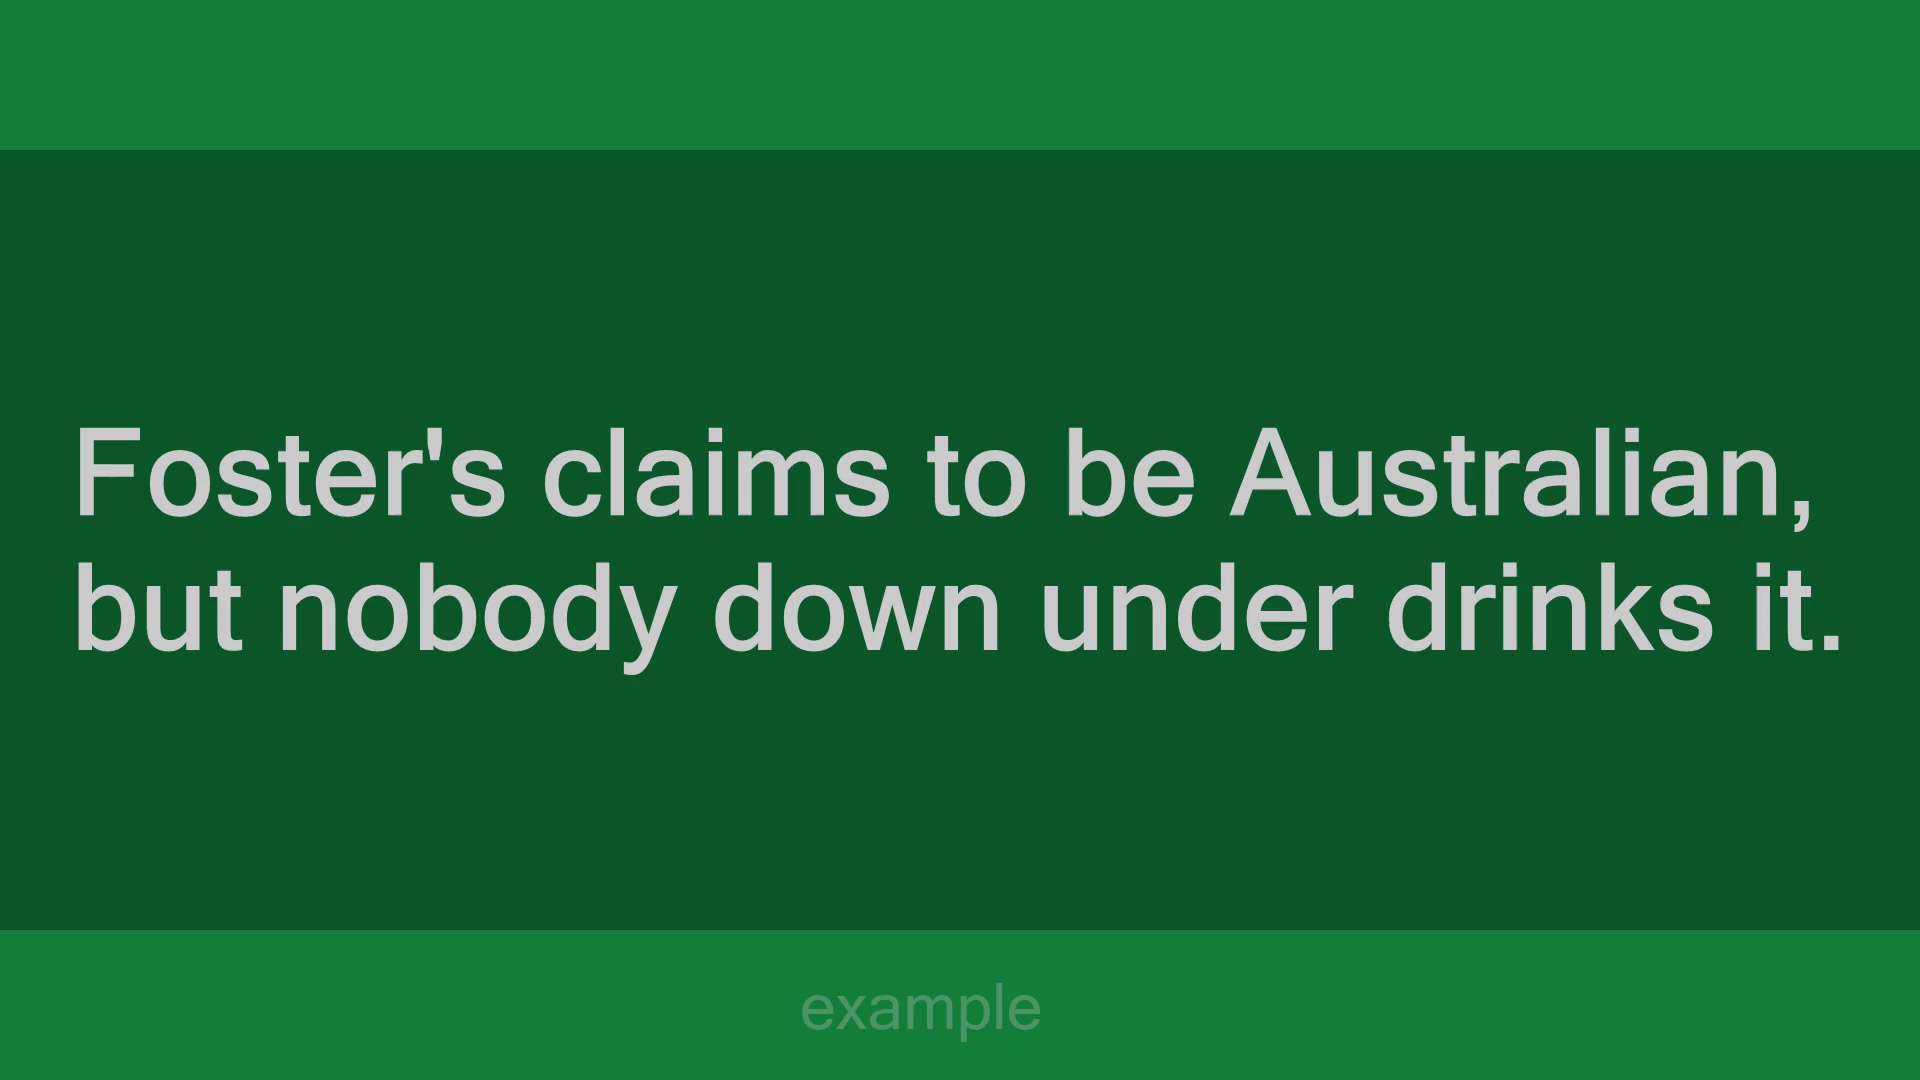 Foster's claims to be Australian,
but nobody down under drinks it.
example